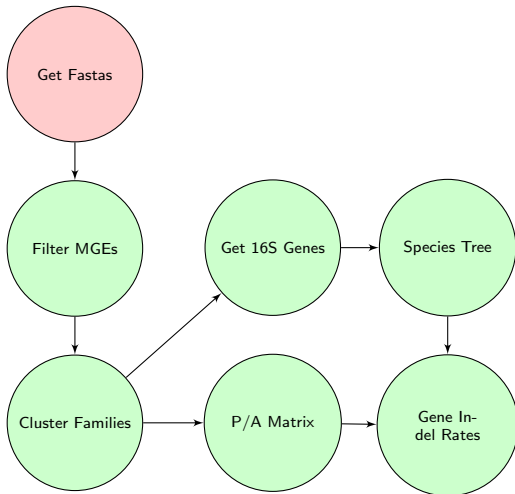 Get Fastas
Filter MGEs
Get 16S Genes
Species Tree
Cluster Families
P/A Matrix
Gene In-
del Rates